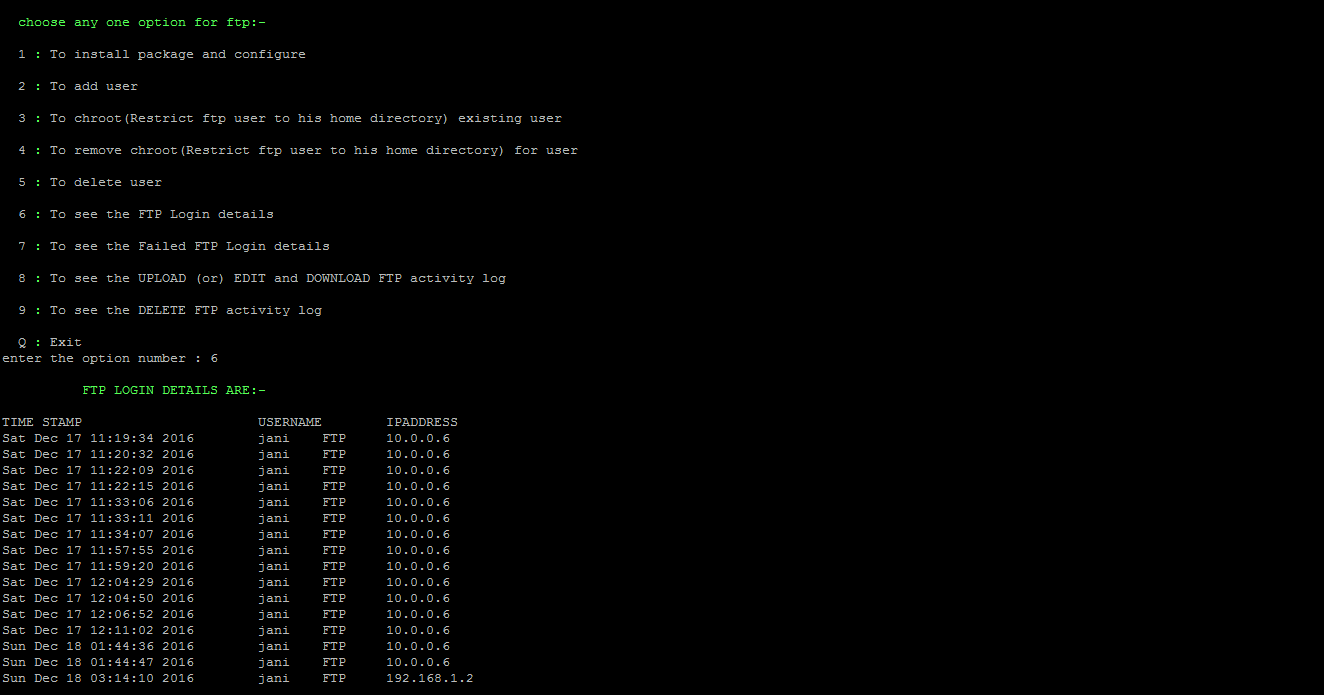 choose any one option for ftp:-
1 : To install package and configure
2 : To add user
3 : To chroot(Restrict ftp user to his home directory) existing user
4 : To remove chroot(Restrict ftp user to his home directory) for user
5 : To delete user
6 : To see the FTP Login details
7 : To see the Failed FTP Login details
8 : To see the UPLOAD (or) EDIT and DOWNLOAD FTP activity log
9 : To see the DELETE FTP activity log
Q : Exit
enter the option number : 6
FTP LOGIN DETAILS ARE:-
TIME STAMP USERNAME IPADDRESS
Sat Dec 17 11:19:34 2016 jani FTP 10.0.0.6
Sat Dec 17 11:20:32 2016 jani FTP 10.0.0.6
Sat Dec 17 11:22:09 2016 jani FTP 10.0.0.6
Sat Dec 17 11:22:15 2016 jani FTP 10.0.0.6
Sat Dec 17 11:33:06 2016 jani FTP 10.0.0.6
Sat Dec 17 11:33:11 2016 jani FTP 10.0.0.6
Sat Dec 17 11:34:07 2016 jani FTP 10.0.0.6
Sat Dec 17 11:57:55 2016 jani FTP 10.0.0.6
Sat Dec 17 11:59:20 2016 jani FTP 10.0.0.6
Sat Dec 17 12:04:29 2016 jani FTP 10.0.0.6
Sat Dec 17 12:04:50 2016 jani FTP 10.0.0.6
Sat Dec 17 12:06:52 2016 jani FTP 10.0.0.6
Sat Dec 17 12:11:02 2016 jani FTP 10.0.0.6
Sun Dec 18 01:44:36 2016 jani FTP 10.0.0.6
Sun Dec 18 01:44:47 2016 jani FTP 10.0.0.6
Sun Dec 18 03:14:10 2016 jani FTP 192.168.1.2